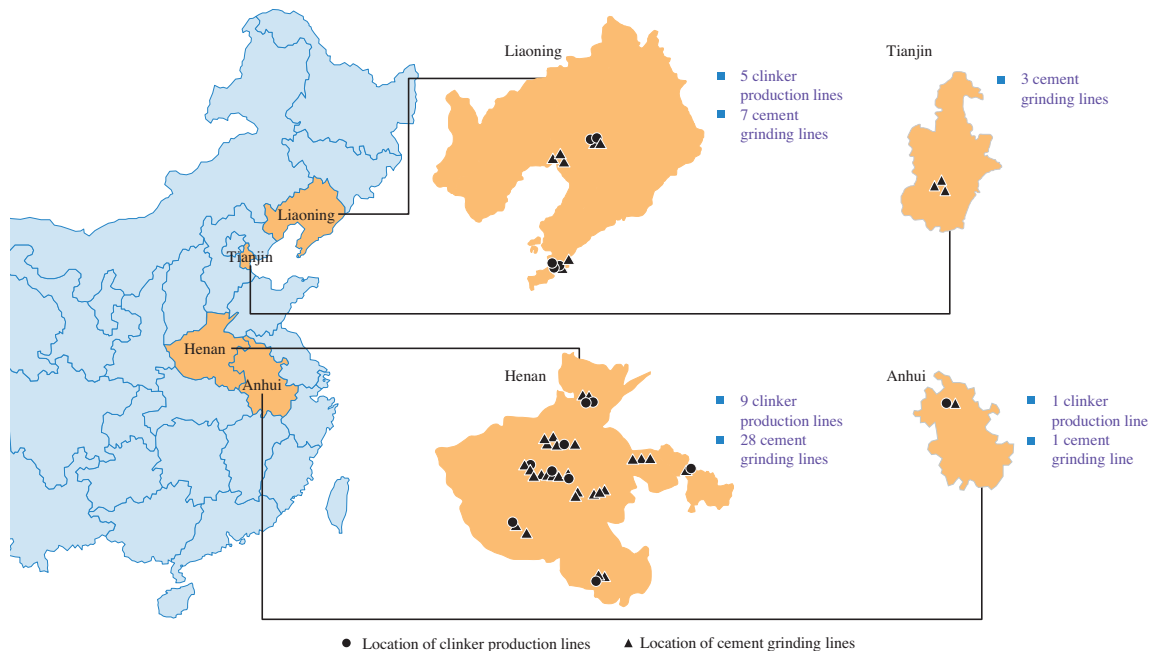 Liaoning
5 clinker
production lines
7 cement
grinding lines
Tianjin
3 cement
grinding lines
Liaoning
Tianjin
Henan
Anhui
Henan
9 clinker
production lines
28 cement
grinding lines
Anhui
1 clinker
production line
1 cement
grinding line
Location of clinker production lines
Location of cement grinding lines